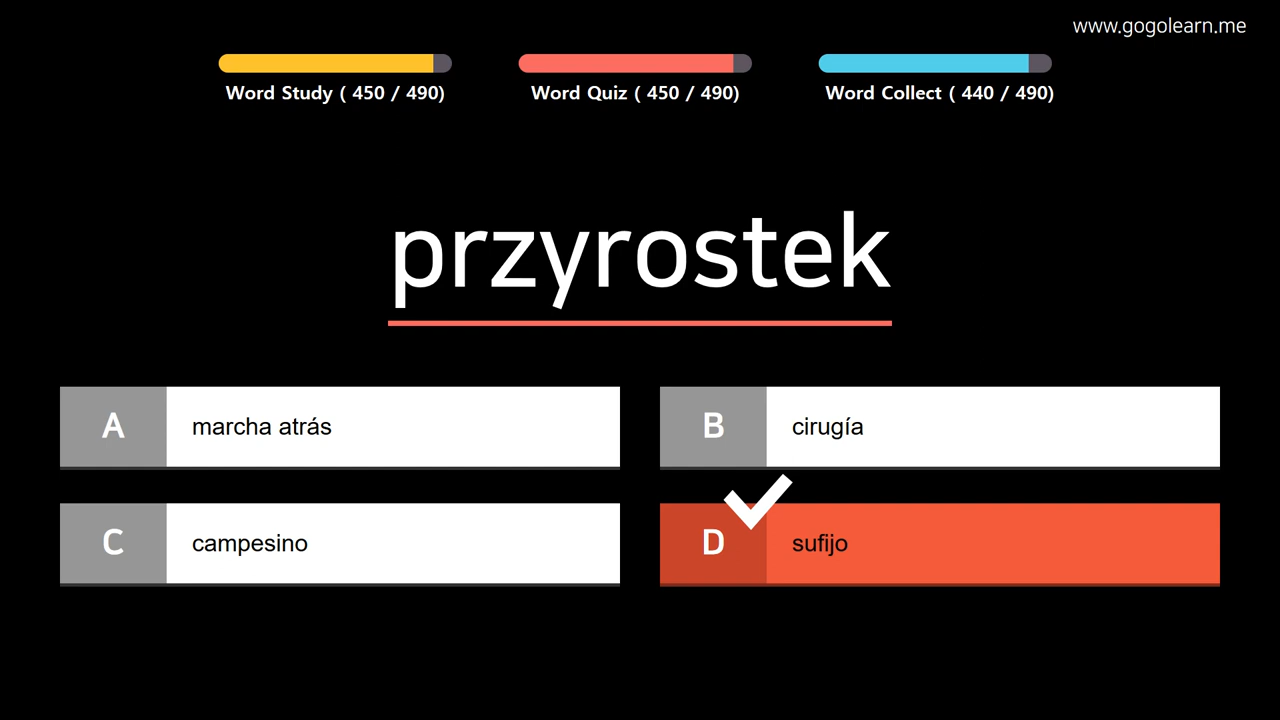 www.gogolearn.me
Word Study ( 450 / 490)
Word Quiz ( 450 / 490)
Word Collect ( 440 / 490)
przyrostek
A marcha atrás
B cirugía
C campesino
D sufijo